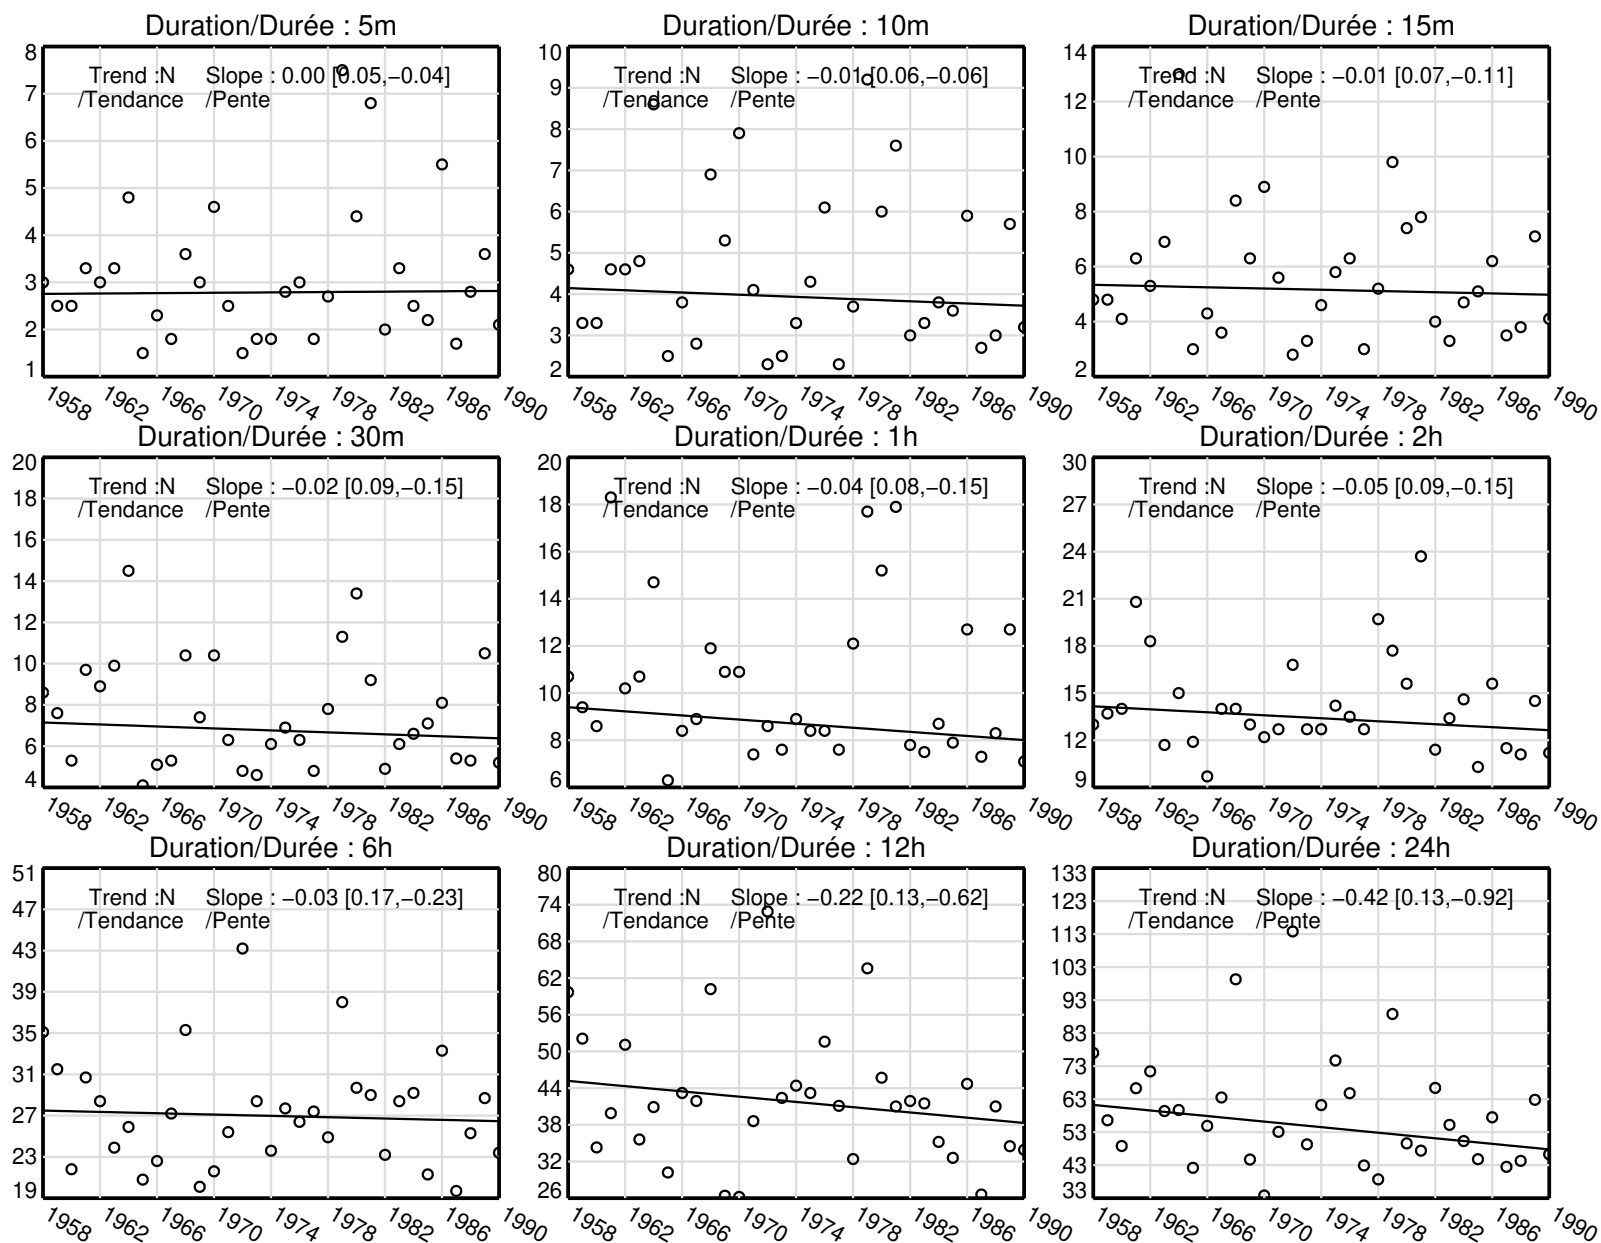 Duration/Durée : 5m
8
7
6
5
4
3
2
1
Trend :N Slope : 0.00 [0.05,−0.04]
/Tendance /Pente
1958 1962 1966 1970 1974 1978 1982 1986 1990
Duration/Durée : 10m
10
9
8
7
6
5
4
3
2
Trend :N Slope : −0.01 [0.06,−0.06]
/Tendance /Pente
1958 1962 1966 1970 1974 1978 1982 1986 1990
Duration/Durée : 15m
14
12
10
8
6
4
2
Trend :N Slope : −0.01 [0.07,−0.11]
/Tendance /Pente
1958 1962 1966 1970 1974 1978 1982 1986 1990
Duration/Durée : 30m
20
18
16
14
12
10
8
6
4
Trend :N Slope : −0.02 [0.09,−0.15]
/Tendance /Pente
1958 1962 1966 1970 1974 1978 1982 1986 1990
Duration/Durée : 1h
20
18
16
14
12
10
8
6
Trend :N Slope : −0.04 [0.08,−0.15]
/Tendance /Pente
1958 1962 1966 1970 1974 1978 1982 1986 1990
Duration/Durée : 2h
30
27
24
21
18
15
12
9
Trend :N Slope : −0.05 [0.09,−0.15]
/Tendance /Pente
1958 1962 1966 1970 1974 1978 1982 1986 1990
Duration/Durée : 6h
51
47
43
39
35
31
27
23
19
Trend :N Slope : −0.03 [0.17,−0.23]
/Tendance /Pente
1958 1962 1966 1970 1974 1978 1982 1986 1990
Duration/Durée : 12h
80
74
68
62
56
50
44
38
32
26
Trend :N Slope : −0.22 [0.13,−0.62]
/Tendance /Pente
1958 1962 1966 1970 1974 1978 1982 1986 1990
Duration/Durée : 24h
133
123
113
103
93
83
73
63
53
43
33
Trend :N Slope : −0.42 [0.13,−0.92]
/Tendance /Pente
1958 1962 1966 1970 1974 1978 1982 1986 1990